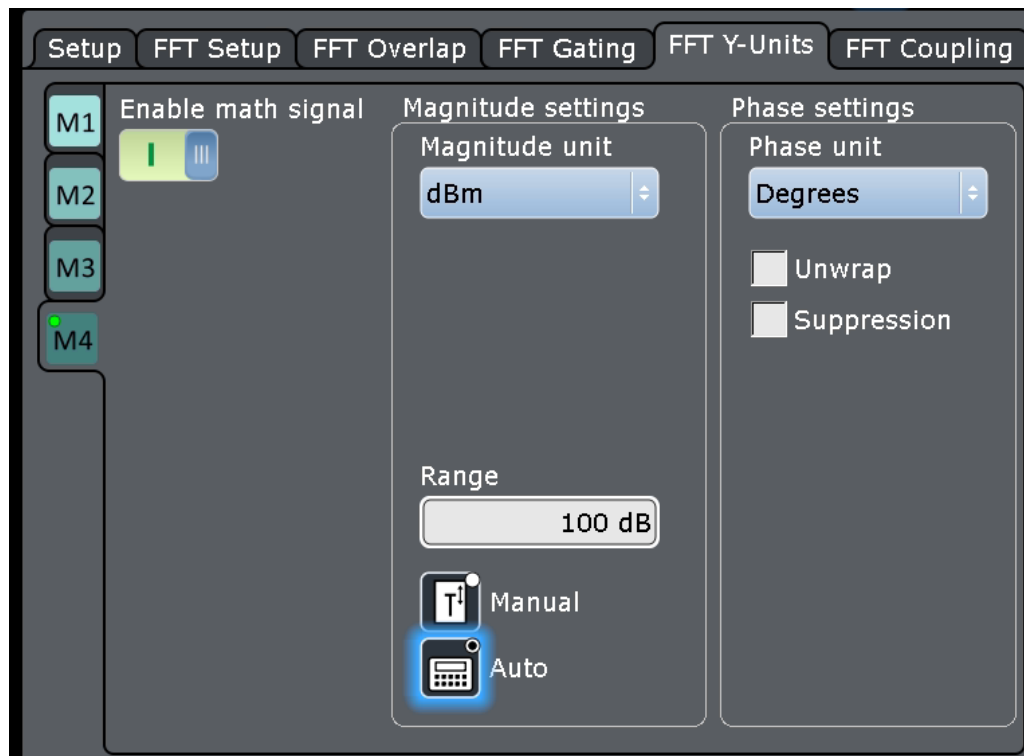 Setup FFT Setup FFT Overlap FFT Gating FFT Y-Units FFT Coupling
M1
M2
M3
M4
Enable math signal
Magnitude settings
Magnitude unit
dBm
Range
100 dB
T
Manual
Auto
Phase settings
Phase unit
Degrees
Unwrap
Suppression